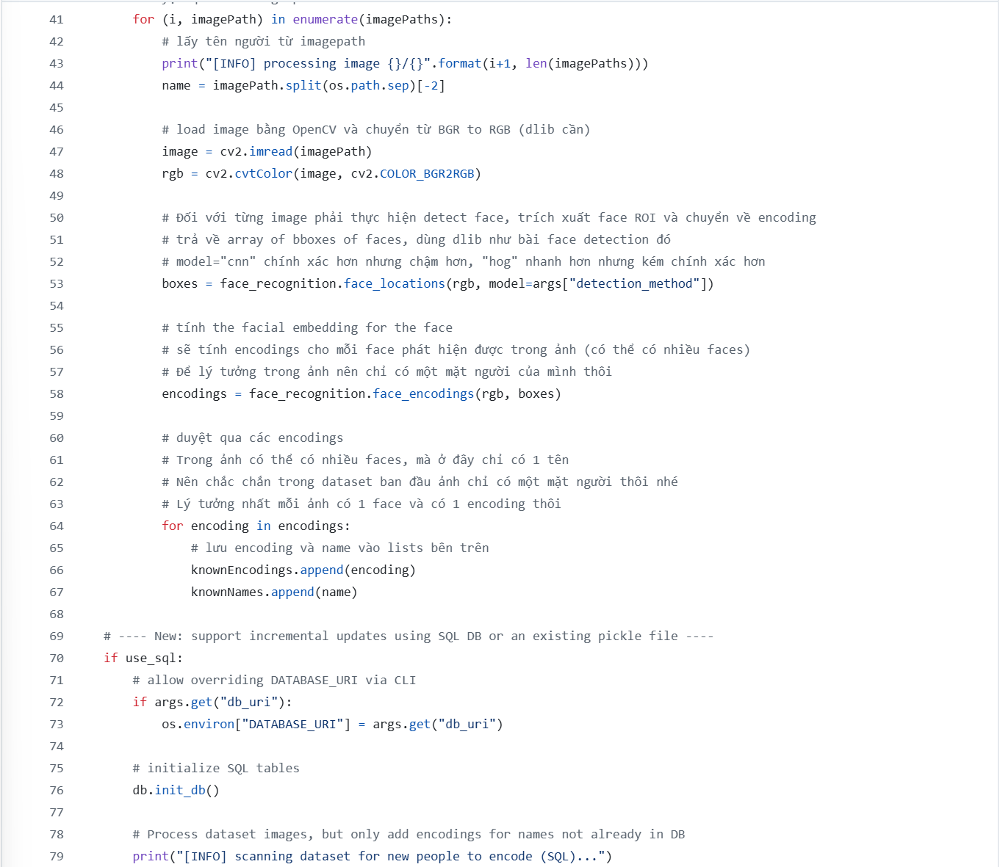 41 for (i, imagePath) in enumerate(imagePaths):
42 # lấy tên người từ imagepath
43 print("[INFO] processing image {}/{}".format(i+1, len(imagePaths)))
44 name = imagePath.split(os.path.sep)[-2]
45
46 # load image bằng OpenCV và chuyển từ BGR to RGB (dlib cần)
47 image = cv2.imread(imagePath)
48 rgb = cv2.cvtColor(image, cv2.COLOR_BGR2RGB)
49
50 # Đối với từng image phải thực hiện detect face, trích xuất face ROI và chuyển về encoding
51 # trả về array of bboxes of faces, dùng dlib như bài face detection đó
52 # model="cnn" chính xác hơn nhưng chậm hơn, "hog" nhanh hơn nhưng kém chính xác hơn
53 boxes = face_recognition.face_locations(rgb, model=args["detection_method"])
54
55 # tính the facial embedding for the face
56 # sẽ tính encodings cho mỗi face phát hiện được trong ảnh (có thể có nhiều faces)
57 # Để lý tưởng trong ảnh nên chỉ có một mặt người của mình thôi
58 encodings = face_recognition.face_encodings(rgb, boxes)
59
60 # duyệt qua các encodings
61 # Trong ảnh có thể có nhiều faces, mà ở đây chỉ có 1 tên
62 # Nên chắc chắn trong dataset ban đầu ảnh chỉ có một mặt người thôi nhé
63 # Lý tưởng nhất mỗi ảnh có 1 face và có 1 encoding thôi
64 for encoding in encodings:
65 # lưu encoding và name vào lists bên trên
66 knownEncodings.append(encoding)
67 knownNames.append(name)
68
69 # ---- New: support incremental updates using SQL DB or an existing pickle file ----
70 if use_sql:
71 # allow overriding DATABASE_URI via CLI
72 if args.get("db_uri"):
73 os.environ["DATABASE_URI"] = args.get("db_uri")
74
75 # initialize SQL tables
76 db.init_db()
77
78 # Process dataset images, but only add encodings for names not already in DB
79 print("[INFO] scanning dataset for new people to encode (SQL)...")